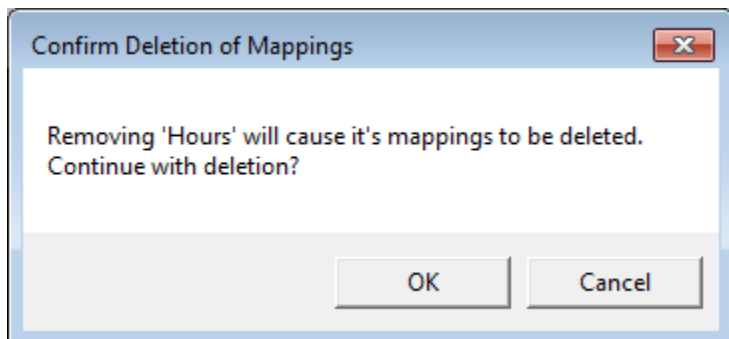 Confirm Deletion of Mappings
Removing 'Hours' will cause it's mappings to be deleted.
Continue with deletion?
OK
Cancel